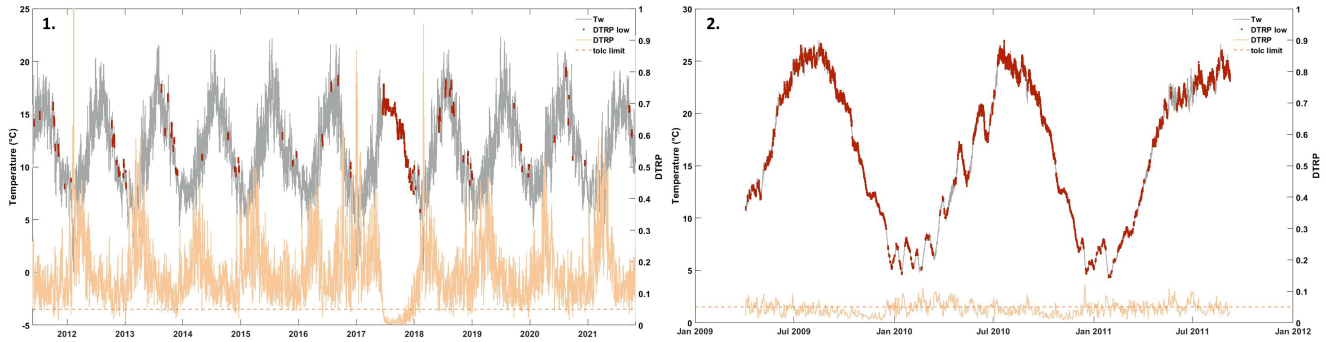 1.
Tw
DTRP low
DTRP
tolc limit
Temperature (°C)
25
20
15
10
5
0
-5
1
0.9
0.8
0.7
0.6
0.5
0.4
0.3
0.2
0.1
0
DTRP
2012 2013 2014 2015 2016 2017 2018 2019 2020 2021
2.
Tw
DTRP low
DTRP
tolc limit
Temperature (°C)
30
25
20
15
10
5
0
1
0.9
0.8
0.7
0.6
0.5
0.4
0.3
0.2
0.1
0
DTRP
Jan 2009 Jul 2009 Jan 2010 Jul 2010 Jan 2011 Jul 2011 Jan 2012